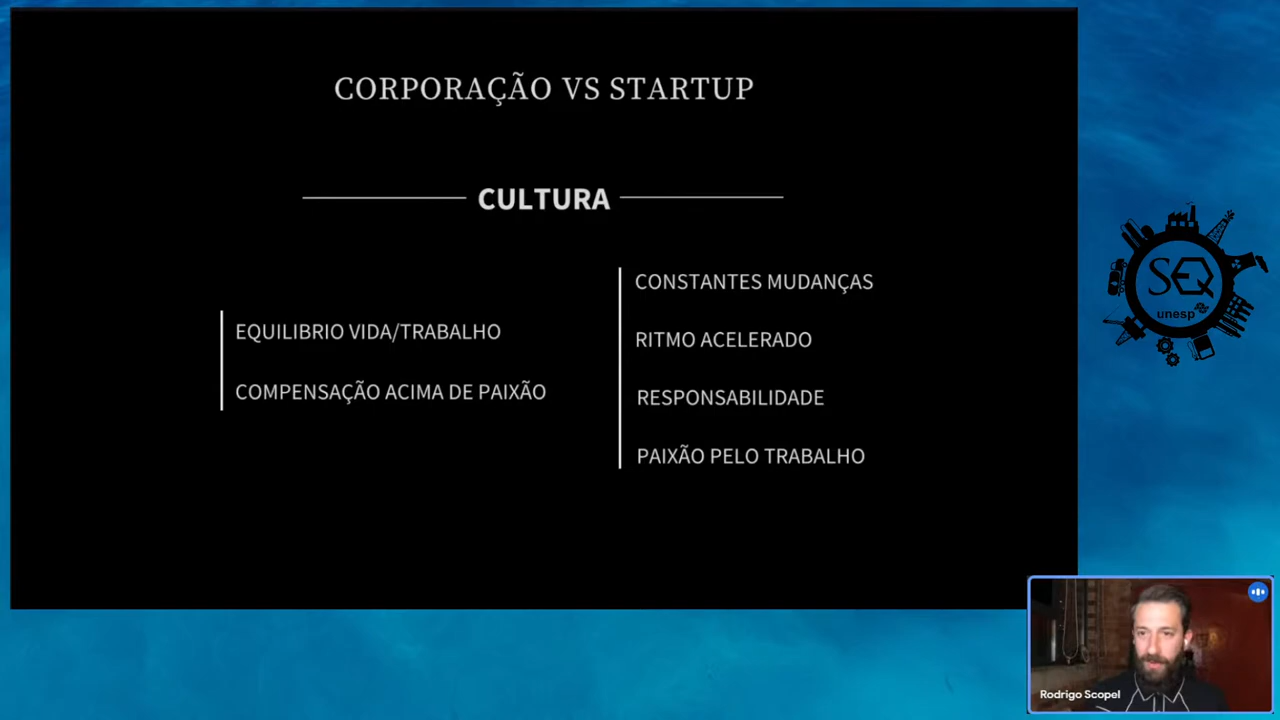 CORPORAÇÃO VS STARTUP
CULTURA
EQUILIBRIO VIDA/TRABALHO
COMPENSAÇÃO ACIMA DE PAIXÃO
CONSTANTES MUDANÇAS
RITMO ACELERADO
RESPONSABILIDADE
PAIXÃO PELO TRABALHO
SEQ
unesp
Rodrigo Scopel